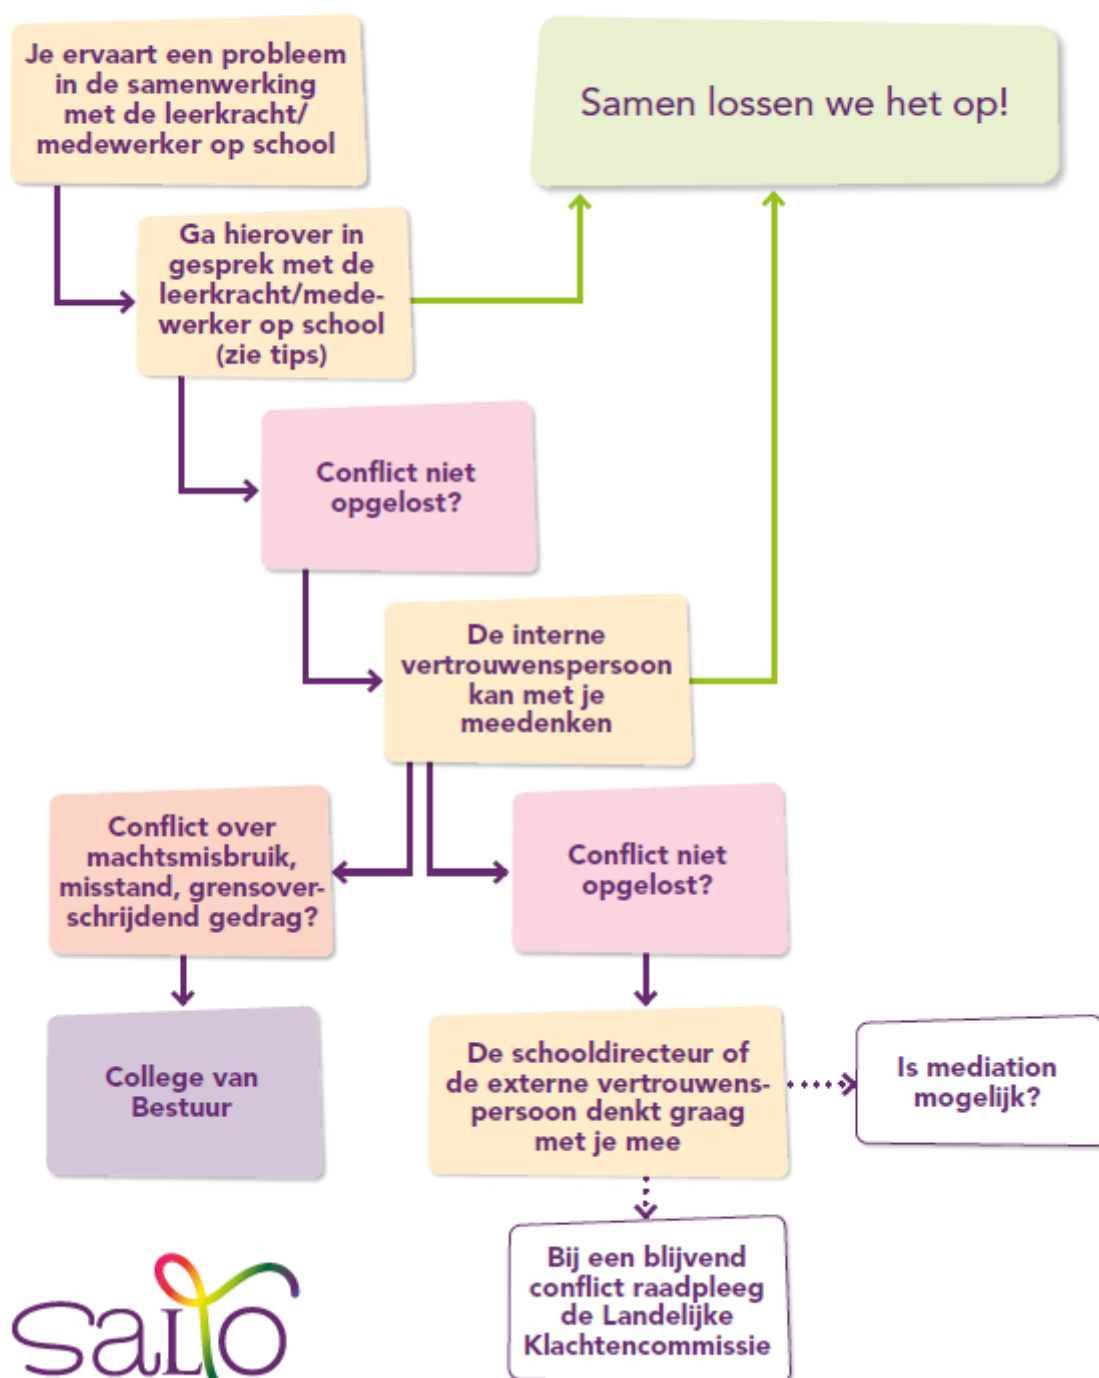 Je ervaart een probleem
in de samenwerking
met de leerkracht/
medewerker op school
Samen lossen we het op!
Ga hierover in
gesprek met de
leerkracht/mede-
werker op school
(zie tips)
Conflict niet
opgelost?
De interne
vertrouwenspersoon
kan met je
meedenken
Conflict over
machtsmisbruik,
misstand, grensover-
schrijdend gedrag?
Conflict niet
opgelost?
College van
Bestuur
De schooldirecteur of
de externe vertrouwens-
persoon denkt graag
met je mee
Is mediation
mogelijk?
Bij een blijvend
conflict raadpleeg
de Landelijke
Klachtencommissie
SALTO